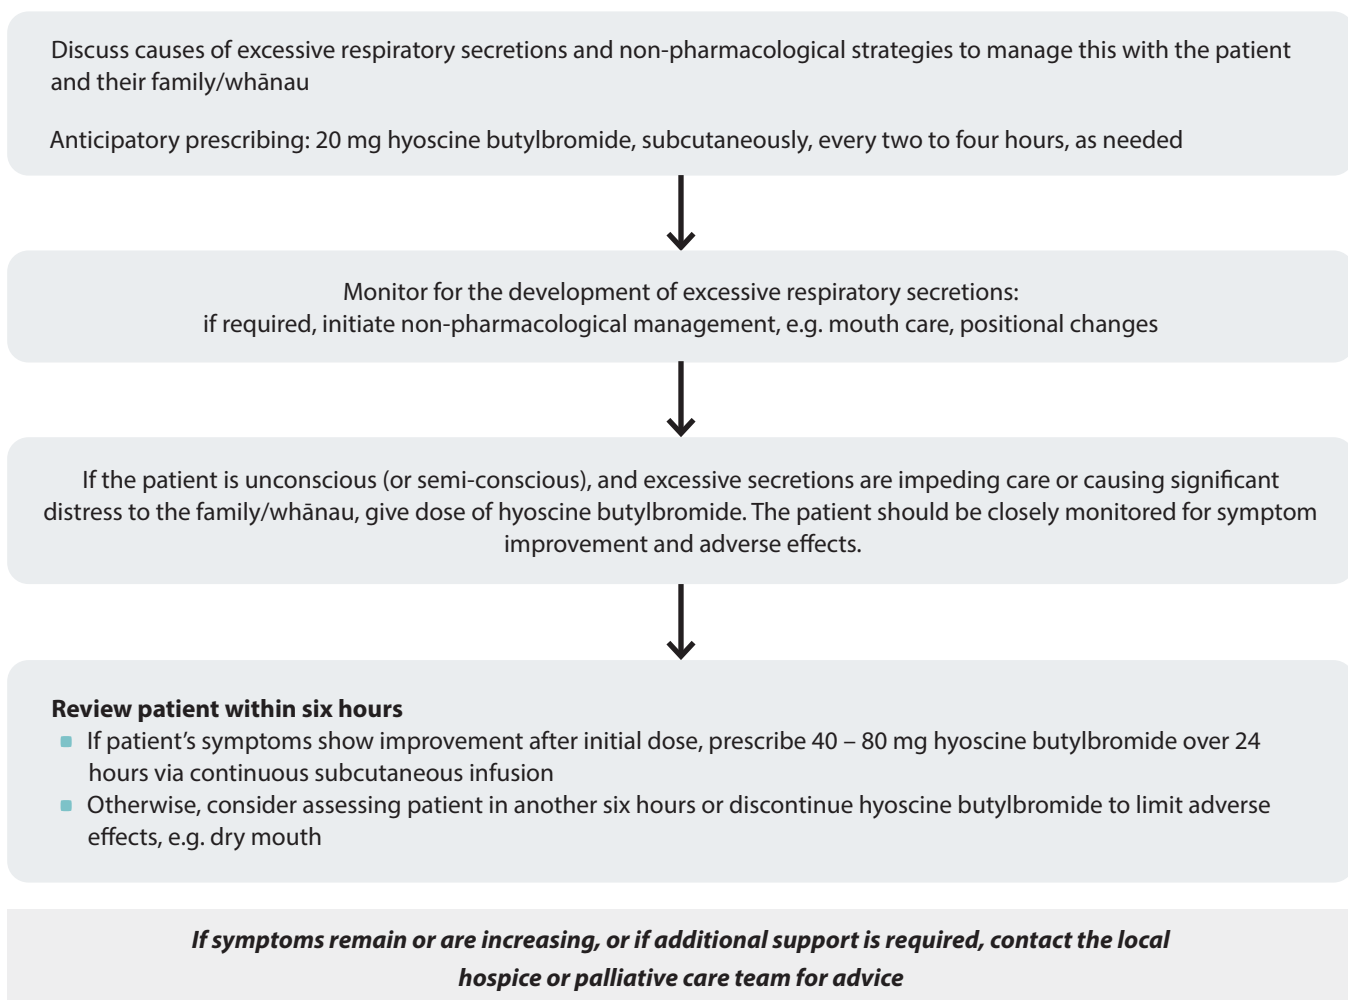 Discuss causes of excessive respiratory secretions and non-pharmacological strategies to manage this with the patient
and their family/whānau
Anticipatory prescribing: 20 mg hyoscine butylbromide, subcutaneously, every two to four hours, as needed
Monitor for the development of excessive respiratory secretions:
if required, initiate non-pharmacological management, e.g. mouth care, positional changes
If the patient is unconscious (or semi-conscious), and excessive secretions are impeding care or causing significant
distress to the family/whānau, give dose of hyoscine butylbromide. The patient should be closely monitored for symptom
improvement and adverse effects.
Review patient within six hours
If patient's symptoms show improvement after initial dose, prescribe 40 – 80 mg hyoscine butylbromide over 24
hours via continuous subcutaneous infusion
Otherwise, consider assessing patient in another six hours or discontinue hyoscine butylbromide to limit adverse
effects, e.g. dry mouth
If symptoms remain or are increasing, or if additional support is required, contact the local
hospice or palliative care team for advice